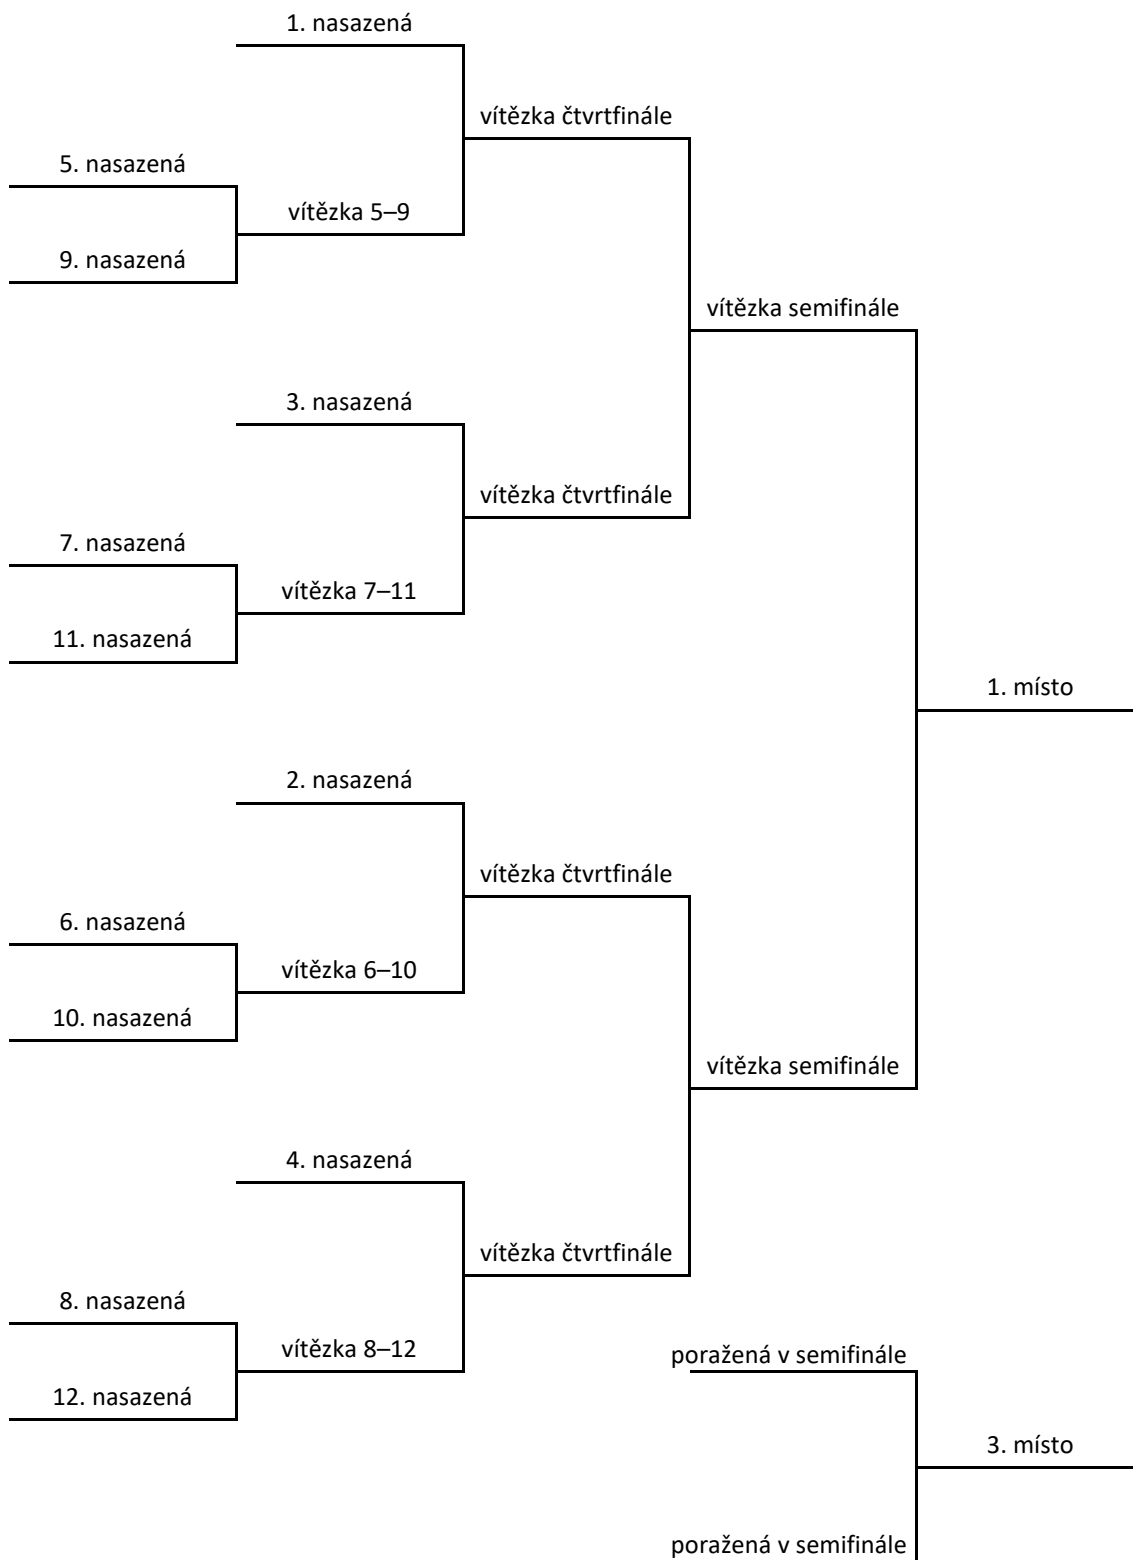 1. nasazená
vítězka čtvrtfinále
5. nasazená
vítězka 5–9
9. nasazená
vítězka semifinále
3. nasazená
vítězka čtvrtfinále
7. nasazená
vítězka 7–11
11. nasazená
1. místo
2. nasazená
vítězka čtvrtfinále
6. nasazená
vítězka 6–10
10. nasazená
vítězka semifinále
4. nasazená
vítězka čtvrtfinále
8. nasazená
vítězka 8–12
poražená v semifinále
12. nasazená
3. místo
poražená v semifinále